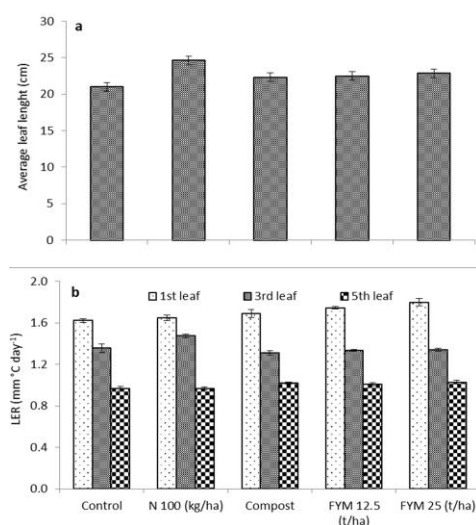 a
30
25
20
15
10
5
0
Average leaf lenght (cm)
b
1st leaf 3rd leaf 5th leaf
2.0
1.6
1.2
0.8
0.4
0.0
LER (mm °C day⁻¹)
Control N 100 (kg/ha) Compost FYM 12.5 (t/ha) FYM 25 (t/ha)